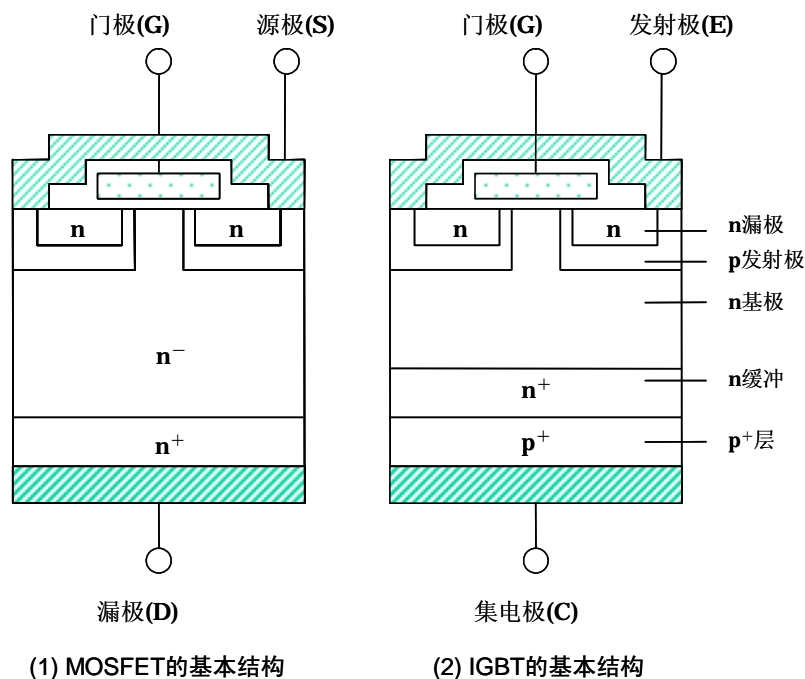 门极(G)
源极(S)
n
n
n⁻
n⁺
漏极(D)
(1) MOSFET的基本结构
门极(G)
发射极(E)
n
n
n漏极
p发射极
n基极
n⁺
n缓冲
p⁺
p⁺层
集电极(C)
(2) IGBT的基本结构